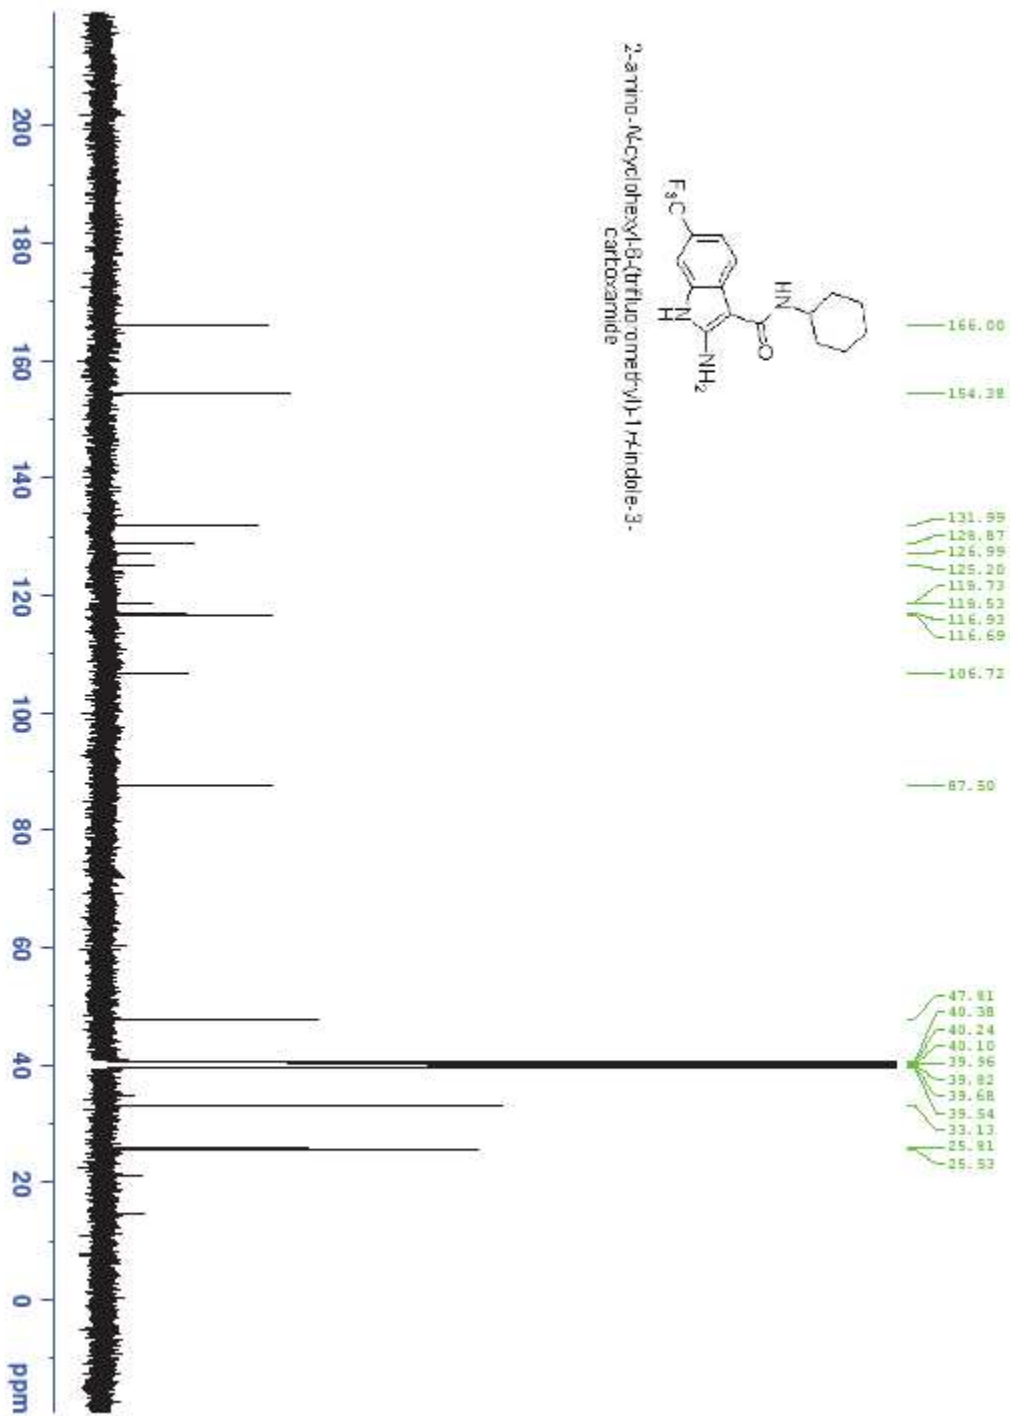 166.00
154.38
131.99
128.87
126.99
125.20
118.73
118.53
116.93
116.69
106.72
87.50
47.81
40.38
40.24
40.10
39.96
39.82
39.68
39.54
33.13
25.81
25.53
HN
O
F₃C
N
H
NH₂
2-amino-N-cyclohexyl-6-(trifluoromethyl)-1H-indole-3-
carboxamide
200 180 160 140 120 100 80 60 40 20 0 ppm